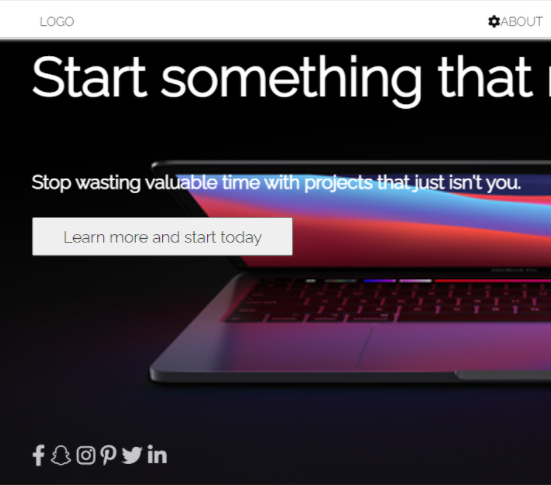 LOGO
ABOUT
Start something that
Stop wasting valuable time with projects that just isn't you.
Learn more and start today